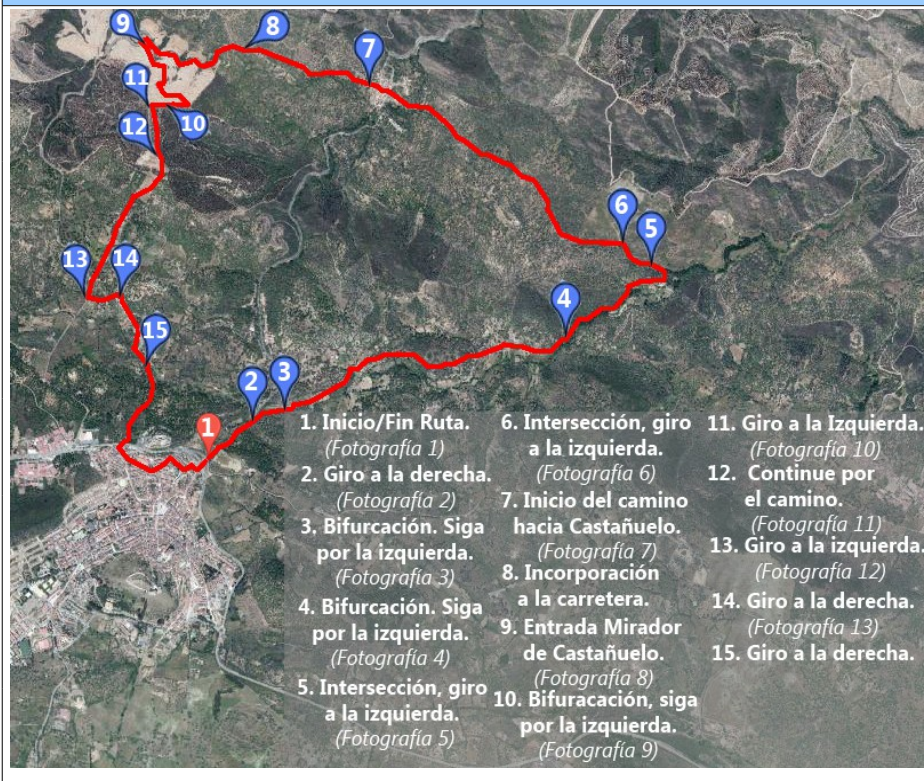 9
8
7
11
10
12
6
5
13
14
4
15
2
3
1
1. Inicio/Fin Ruta.
(Fotografía 1)
2. Giro a la derecha.
(Fotografía 2)
3. Bifurcación. Siga
por la izquierda.
(Fotografía 3)
4. Bifurcación. Siga
por la izquierda.
(Fotografía 4)
5. Intersección, giro
a la izquierda.
(Fotografía 5)
6. Intersección, giro
a la izquierda.
(Fotografía 6)
7. Inicio del camino
hacia Castañuelo.
(Fotografía 7)
8. Incorporación
a la carretera.
9. Entrada Mirador
de Castañuelo.
(Fotografía 8)
10. Bifuracación, siga
por la izquierda.
(Fotografía 9)
11. Giro a la Izquierda.
(Fotografía 10)
12. Continue por
el camino.
(Fotografía 11)
13. Giro a la izquierda.
(Fotografía 12)
14. Giro a la derecha.
(Fotografía 13)
15. Giro a la derecha.